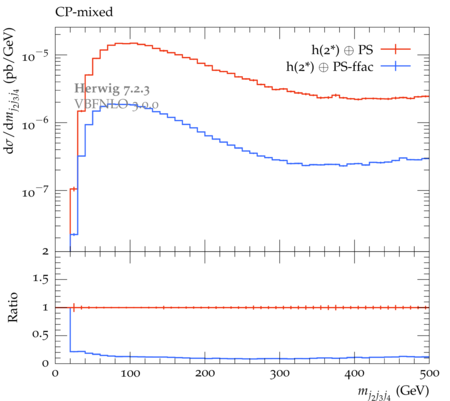 CP-mixed
dσ/dm_{j₂j₃j₄} (pb/GeV)
10⁻⁵
10⁻⁶
10⁻⁷
h(2*) ⊕ PS
h(2*) ⊕ PS-ffac
Herwig 7.2.3
VBFNLO 3.0.0
Ratio
2
1.5
1
0.5
0
0 100 200 300 400 500
m_{j₂j₃j₄} (GeV)